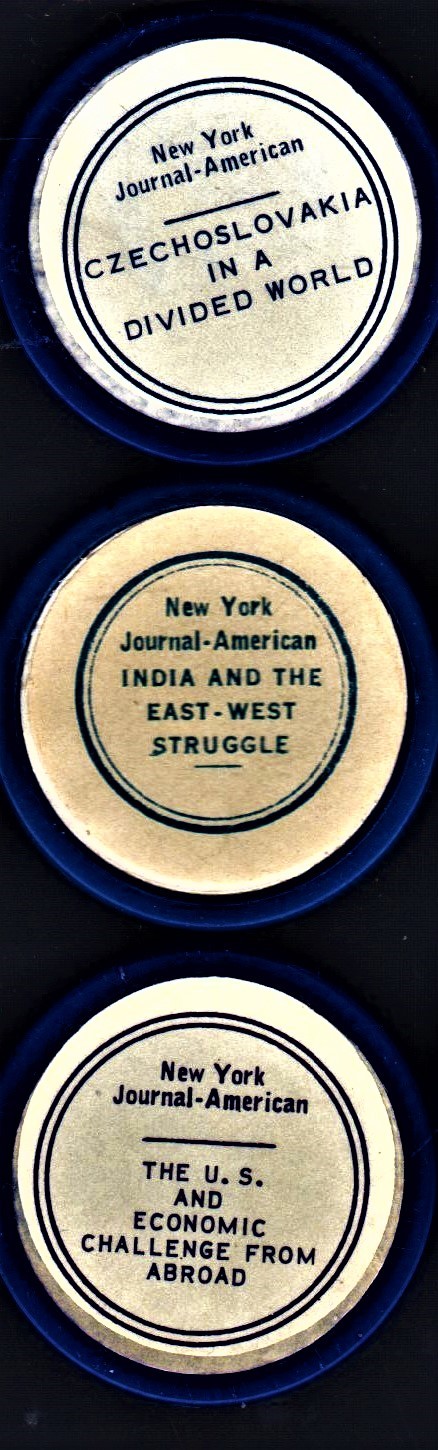 New York
Journal-American
CZECHOSLOVAKIA
IN A
DIVIDED WORLD
New York
Journal-American
INDIA AND THE
EAST-WEST
STRUGGLE
New York
Journal-American
THE U. S.
AND
ECONOMIC
CHALLENGE FROM
ABROAD